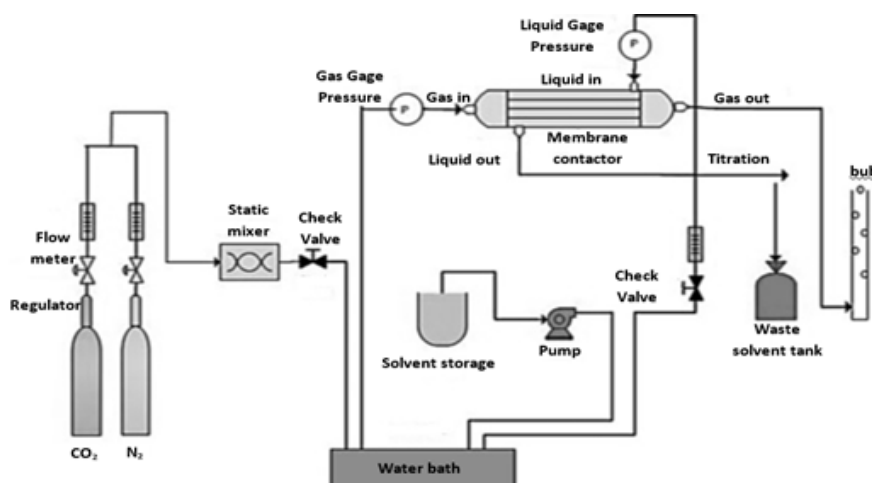 Liquid Gage
Pressure
Gas Gage
Pressure
P
P
Gas in
Liquid in
Gas out
Membrane
contactor
Liquid out
Titration
Static
mixer
Check
Valve
Flow
meter
Regulator
Check
Valve
Solvent storage
Pump
Waste
solvent tank
CO₂
N₂
Water bath